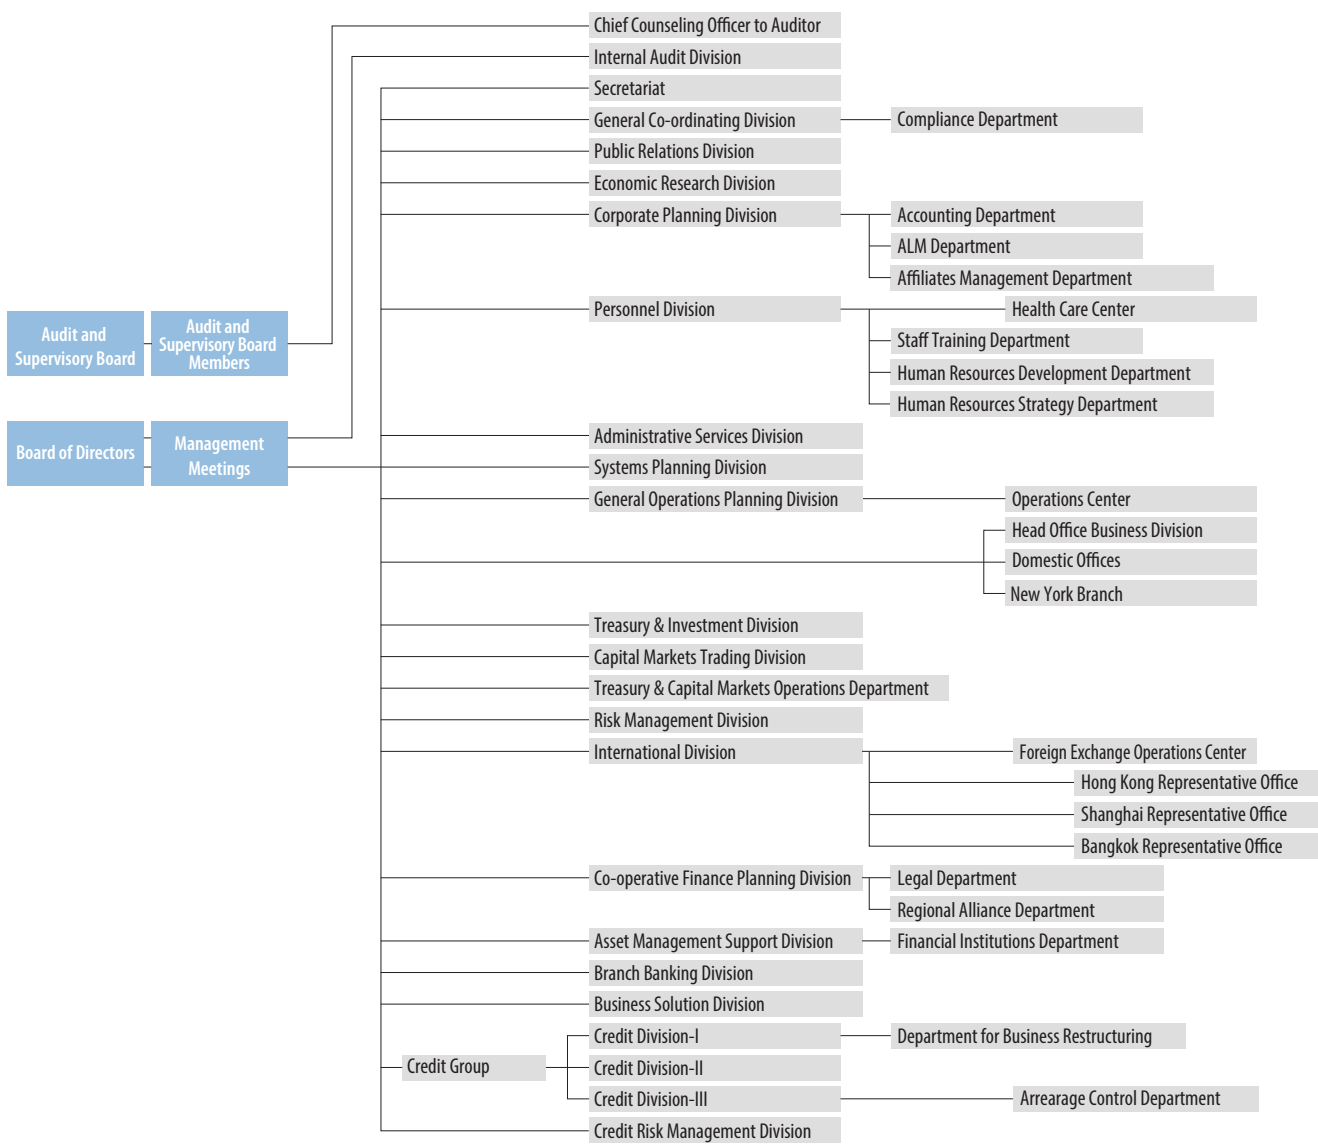 Chief Counseling Officer to Auditor
Internal Audit Division
Secretariat
General Co-ordinating Division
Compliance Department
Public Relations Division
Economic Research Division
Corporate Planning Division
Accounting Department
ALM Department
Affiliates Management Department
Personnel Division
Health Care Center
Staff Training Department
Human Resources Development Department
Human Resources Strategy Department
Audit and
Supervisory Board
Audit and
Supervisory Board
Members
Board of Directors
Management
Meetings
Administrative Services Division
Systems Planning Division
General Operations Planning Division
Operations Center
Head Office Business Division
Domestic Offices
New York Branch
Treasury & Investment Division
Capital Markets Trading Division
Treasury & Capital Markets Operations Department
Risk Management Division
International Division
Foreign Exchange Operations Center
Hong Kong Representative Office
Shanghai Representative Office
Bangkok Representative Office
Co-operative Finance Planning Division
Legal Department
Regional Alliance Department
Asset Management Support Division
Financial Institutions Department
Branch Banking Division
Business Solution Division
Credit Group
Credit Division-I
Department for Business Restructuring
Credit Division-II
Credit Division-III
Arrearage Control Department
Credit Risk Management Division